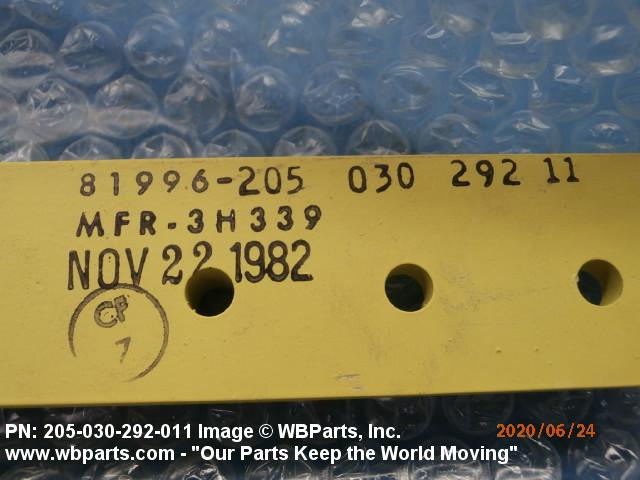 81996-205 030 292 11
MFR-3H339
NOV 22 1982
CF
7
PN: 205-030-292-011 Image © WBParts, Inc.
2020/06/24
www.wbparts.com - "Our Parts Keep the World Moving"